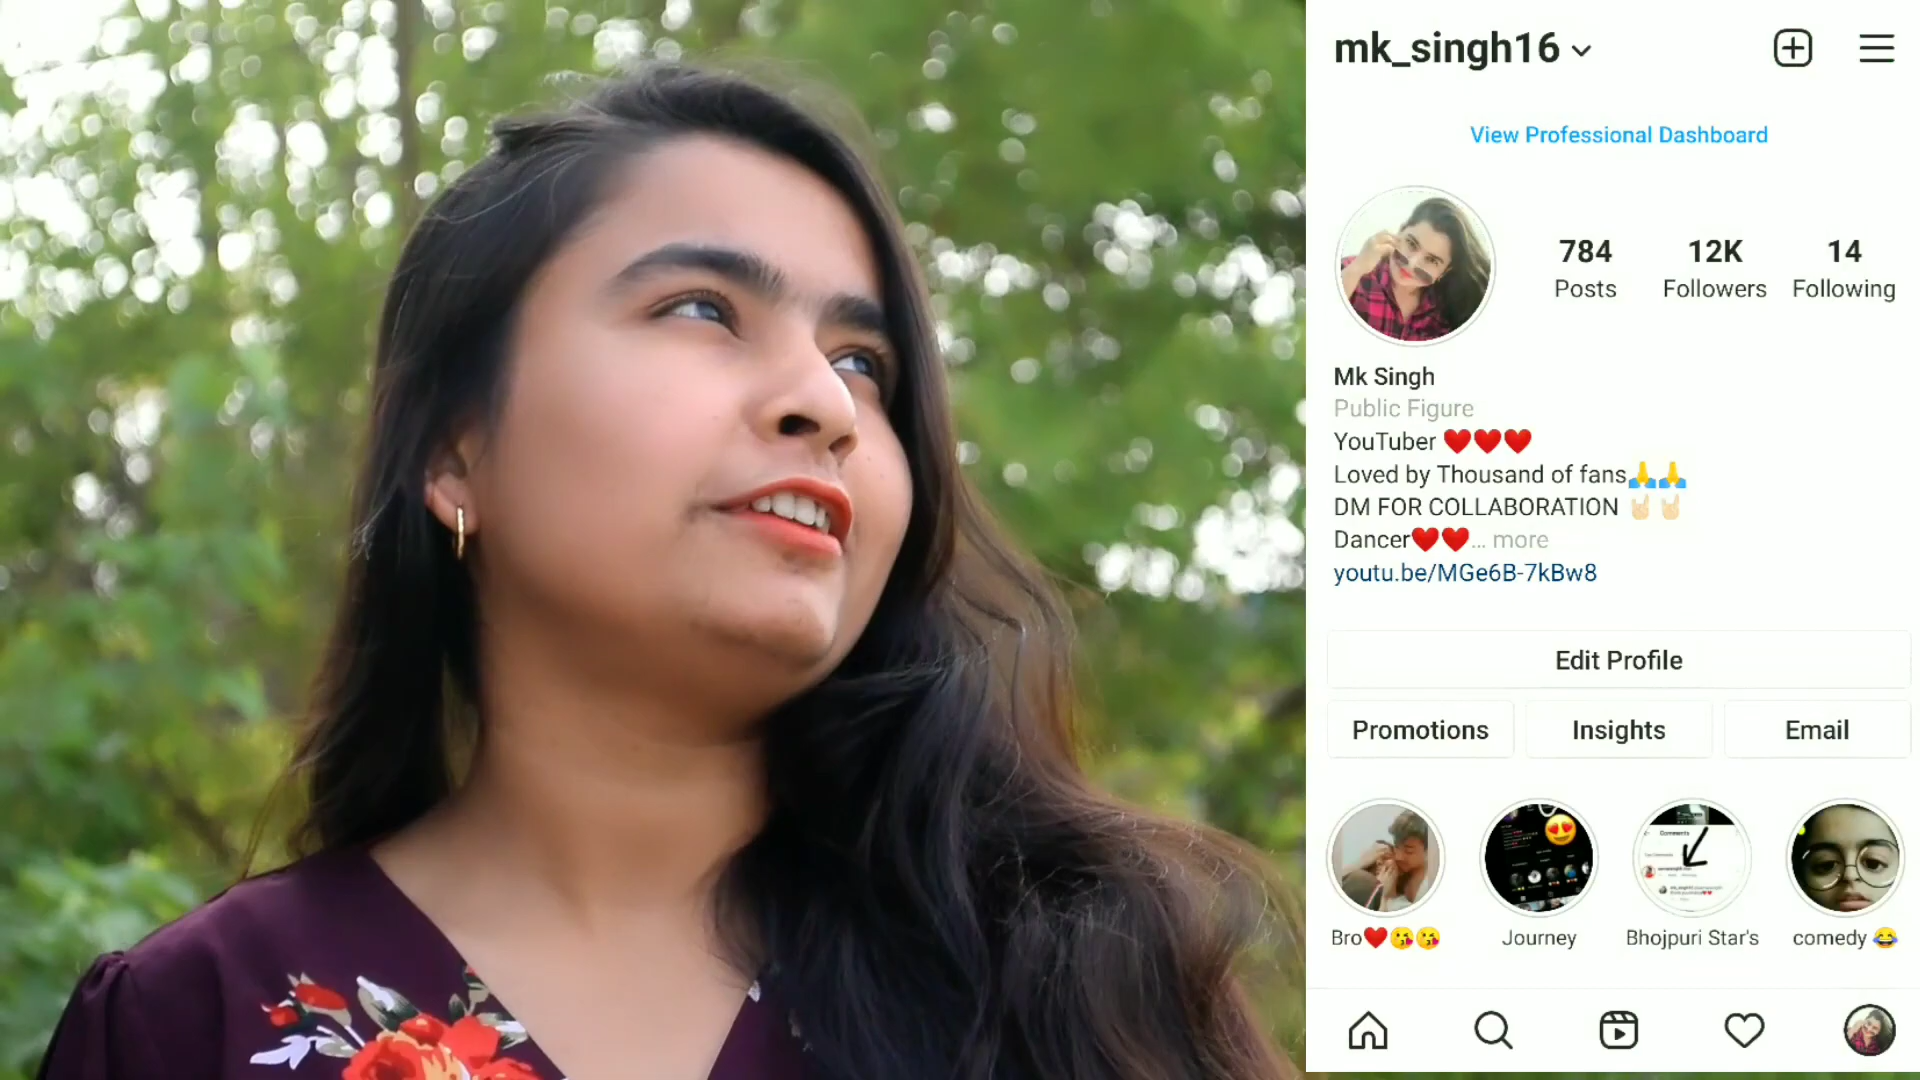 mk_singh16
View Professional Dashboard
784 12K 14
Posts Followers Following
Mk Singh
Public Figure
YouTuber ❤️❤️❤️
Loved by Thousand of fans🙏🙏
DM FOR COLLABORATION 🤘🏻🤘🏻
Dancer❤️❤️... more
youtu.be/MGe6B-7kBw8
Edit Profile
Promotions Insights Email
Comments
Bro❤️😘😘 Journey Bhojpuri Star's comedy 😂